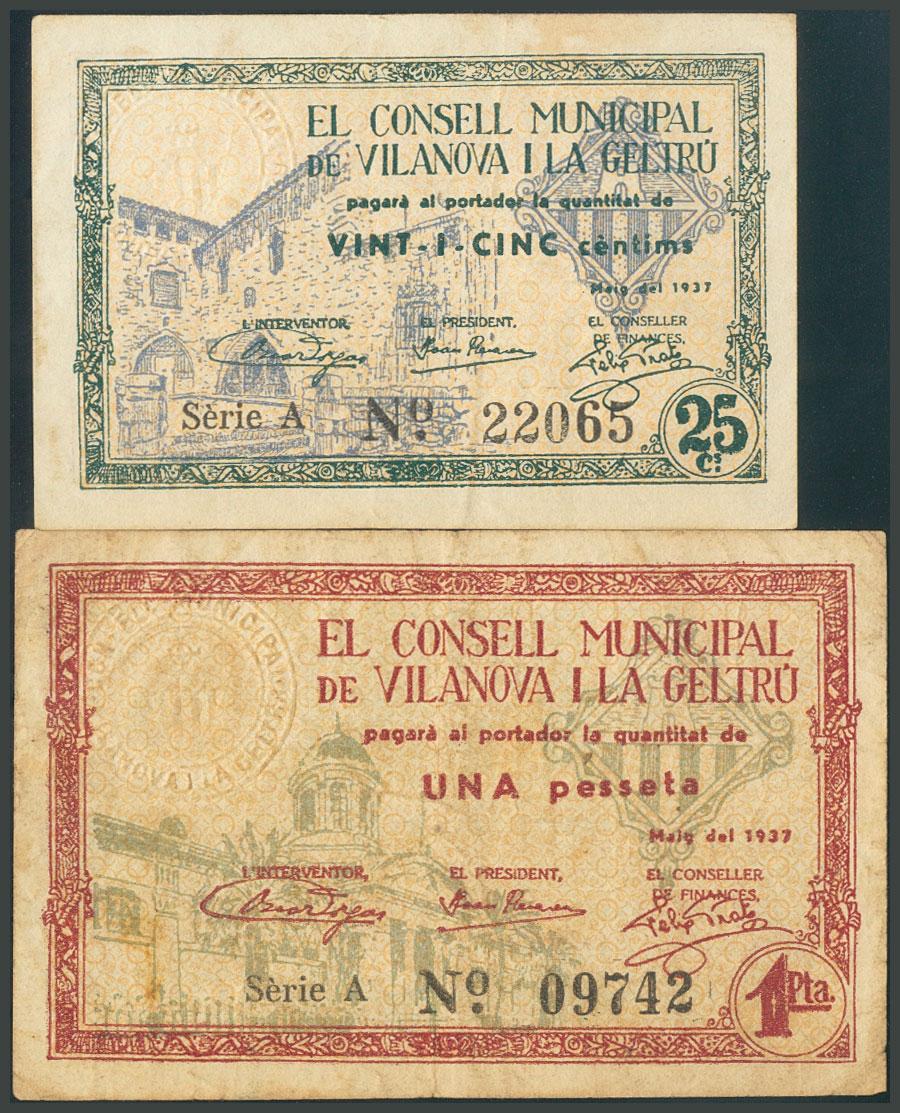 EL CONSELL MUNICIPAL
DE VILANOVA I LA GELTRÚ
pagarà al portador la quantitat de
VINT-I-CINC cèntims
Maig del 1937
L'INTERVENTOR, EL PRESIDENT, EL CONSELLER
DE FINANCES,
Sèrie A Nº 22065 25
Cs.
EL CONSELL MUNICIPAL
DE VILANOVA I LA GELTRÚ
pagarà al portador la quantitat de
UNA pesseta
Maig del 1937
L'INTERVENTOR, EL PRESIDENT, EL CONSELLER
DE FINANCES,
Sèrie A Nº 09742 1 Pta.